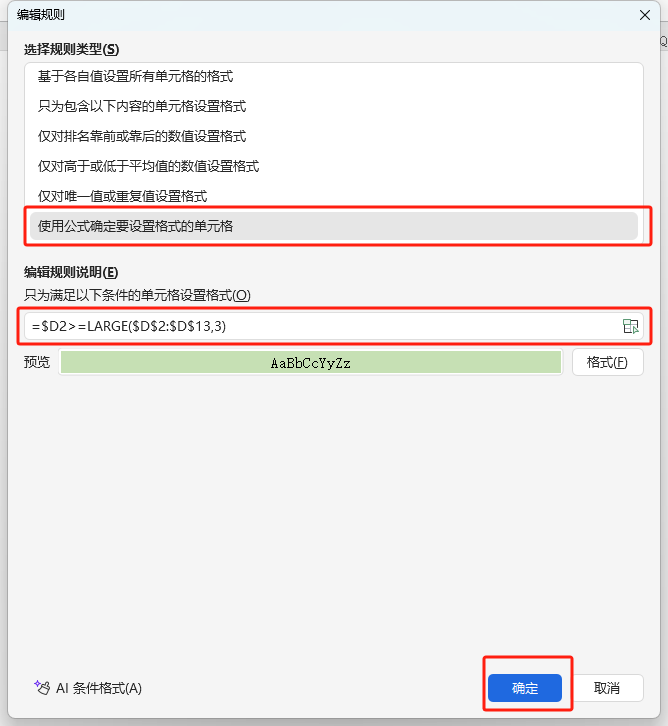 编辑规则
选择规则类型(S)
基于各自值设置所有单元格的格式
只为包含以下内容的单元格设置格式
仅对排名靠前或靠后的数值设置格式
仅对高于或低于平均值的数值设置格式
仅对唯一值或重复值设置格式
使用公式确定要设置格式的单元格
编辑规则说明(E)
只为满足以下条件的单元格设置格式(O)
=$D2>=LARGE($D$2:$D$13,3)
预览 AaBbCcYyZz 格式(F)
AI 条件格式(A) 确定 取消